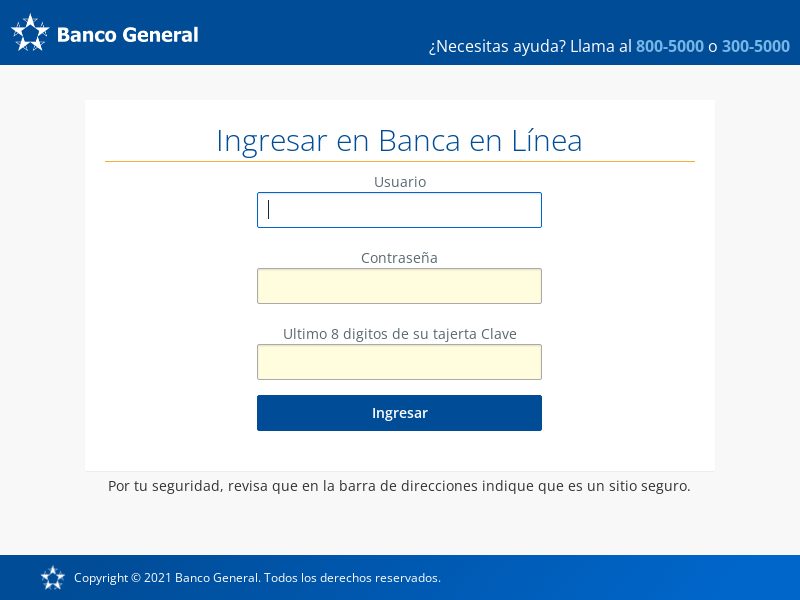 Banco General
¿Necesitas ayuda? Llama al 800-5000 o 300-5000
Ingresar en Banca en Línea
Usuario
Contraseña
Ultimo 8 digitos de su tajerta Clave
Ingresar
Por tu seguridad, revisa que en la barra de direcciones indique que es un sitio seguro.
Copyright © 2021 Banco General. Todos los derechos reservados.